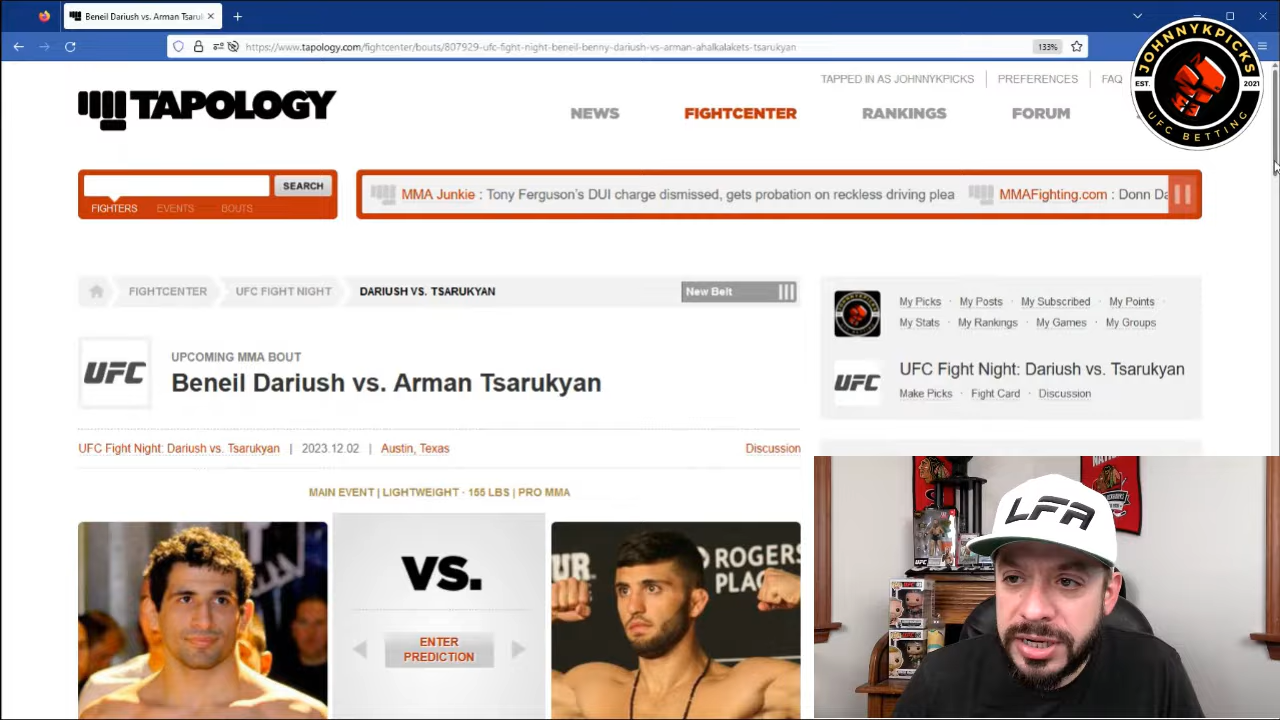 Beneil Dariush vs. Arman Tsaruk
https://www.tapology.com/fightcenter/bouts/807929-ufc-fight-night-beneil-benny-dariush-vs-arman-ahalkalakets-tsarukyan
133%
JOHNNYKPICKS
EST. 2021
UFC BETTING
TAPPED IN AS JOHNNYKPICKS
PREFERENCES
FAQ
TAPOLOGY
NEWS
FIGHTCENTER
RANKINGS
FORUM
SEARCH
FIGHTERS EVENTS BOUTS
MMA Junkie : Tony Ferguson's DUI charge dismissed, gets probation on reckless driving plea
MMAFighting.com : Donn Da
FIGHTCENTER
UFC FIGHT NIGHT
DARIUSH VS. TSARUKYAN
New Belt
My Picks · My Posts · My Subscribed · My Points ·
My Stats · My Rankings · My Games · My Groups
UFC
UPCOMING MMA BOUT
Beneil Dariush vs. Arman Tsarukyan
UFC
UFC Fight Night: Dariush vs. Tsarukyan
Make Picks · Fight Card · Discussion
UFC Fight Night: Dariush vs. Tsarukyan | 2023.12.02 | Austin, Texas
Discussion
MAIN EVENT | LIGHTWEIGHT · 155 LBS | PRO MMA
VS.
ENTER
PREDICTION
UR
ROGERS
PLAC
LFA